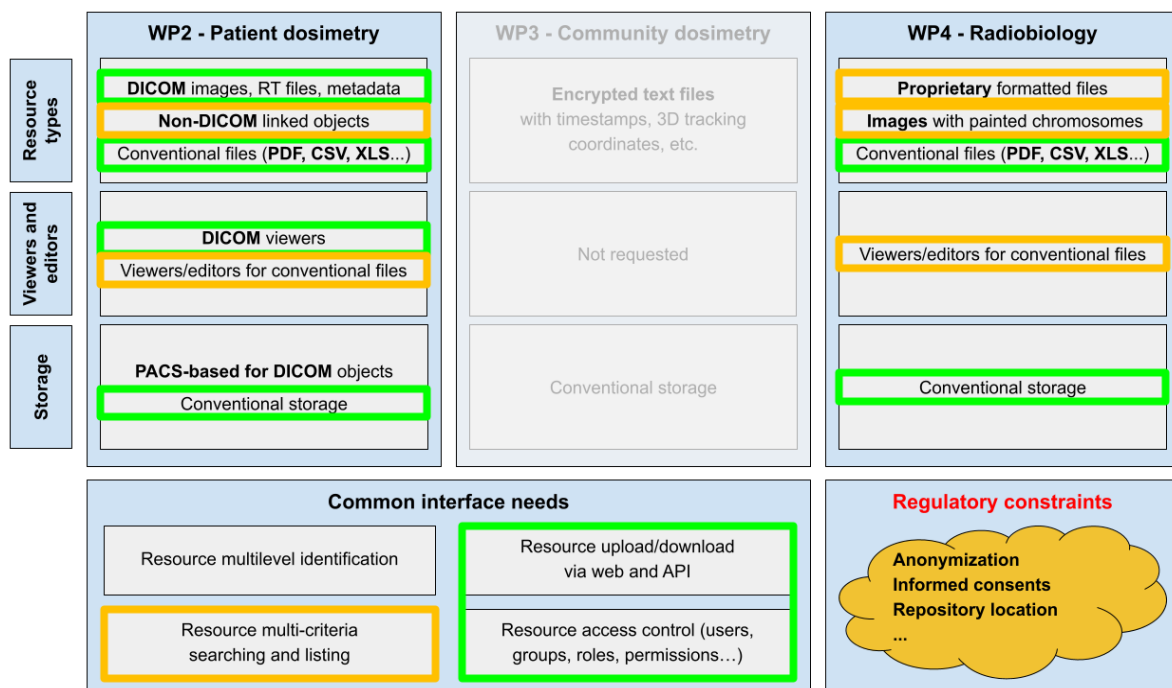 WP2 - Patient dosimetry
WP3 - Community dosimetry
WP4 - Radiobiology
Resource
types
DICOM images, RT files, metadata
Non-DICOM linked objects
Conventional files (PDF, CSV, XLS...)
Encrypted text files
with timestamps, 3D tracking
coordinates, etc.
Proprietary formatted files
Images with painted chromosomes
Conventional files (PDF, CSV, XLS...)
Viewers and
editors
DICOM viewers
Viewers/editors for conventional files
Not requested
Viewers/editors for conventional files
Storage
PACS-based for DICOM objects
Conventional storage
Conventional storage
Conventional storage
Common interface needs
Resource multilevel identification
Resource upload/download
via web and API
Resource multi-criteria
searching and listing
Resource access control (users,
groups, roles, permissions…)
Regulatory constraints
Anonymization
Informed consents
Repository location
...